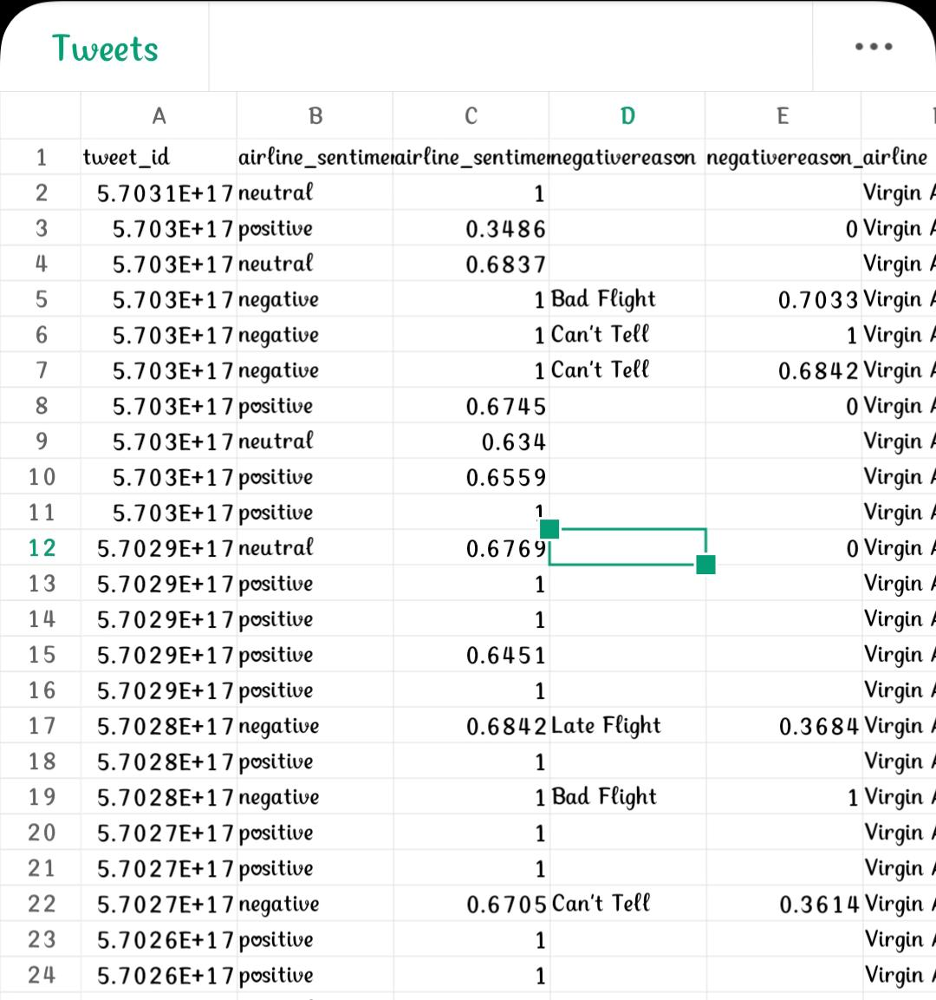 Tweets
A B C D E
1 tweet_id airline_sentime airline_sentime negativereason negativereason_ airline
2 5.7031E+17 neutral 1 Virgin
3 5.703E+17 positive 0.3486 0 Virgin
4 5.703E+17 neutral 0.6837 Virgin
5 5.703E+17 negative 1 Bad Flight 0.7033 Virgin
6 5.703E+17 negative 1 Can't Tell 1 Virgin
7 5.703E+17 negative 1 Can't Tell 0.6842 Virgin
8 5.703E+17 positive 0.6745 0 Virgin
9 5.703E+17 neutral 0.634 Virgin
10 5.703E+17 positive 0.6559 Virgin
11 5.703E+17 positive 1 Virgin
12 5.7029E+17 neutral 0.6769 0 Virgin
13 5.7029E+17 positive 1 Virgin
14 5.7029E+17 positive 1 Virgin
15 5.7029E+17 positive 0.6451 Virgin
16 5.7029E+17 positive 1 Virgin
17 5.7028E+17 negative 0.6842 Late Flight 0.3684 Virgin
18 5.7028E+17 positive 1 Virgin
19 5.7028E+17 negative 1 Bad Flight 1 Virgin
20 5.7027E+17 positive 1 Virgin
21 5.7027E+17 positive 1 Virgin
22 5.7027E+17 negative 0.6705 Can't Tell 0.3614 Virgin
23 5.7026E+17 positive 1 Virgin
24 5.7026E+17 positive 1 Virgin